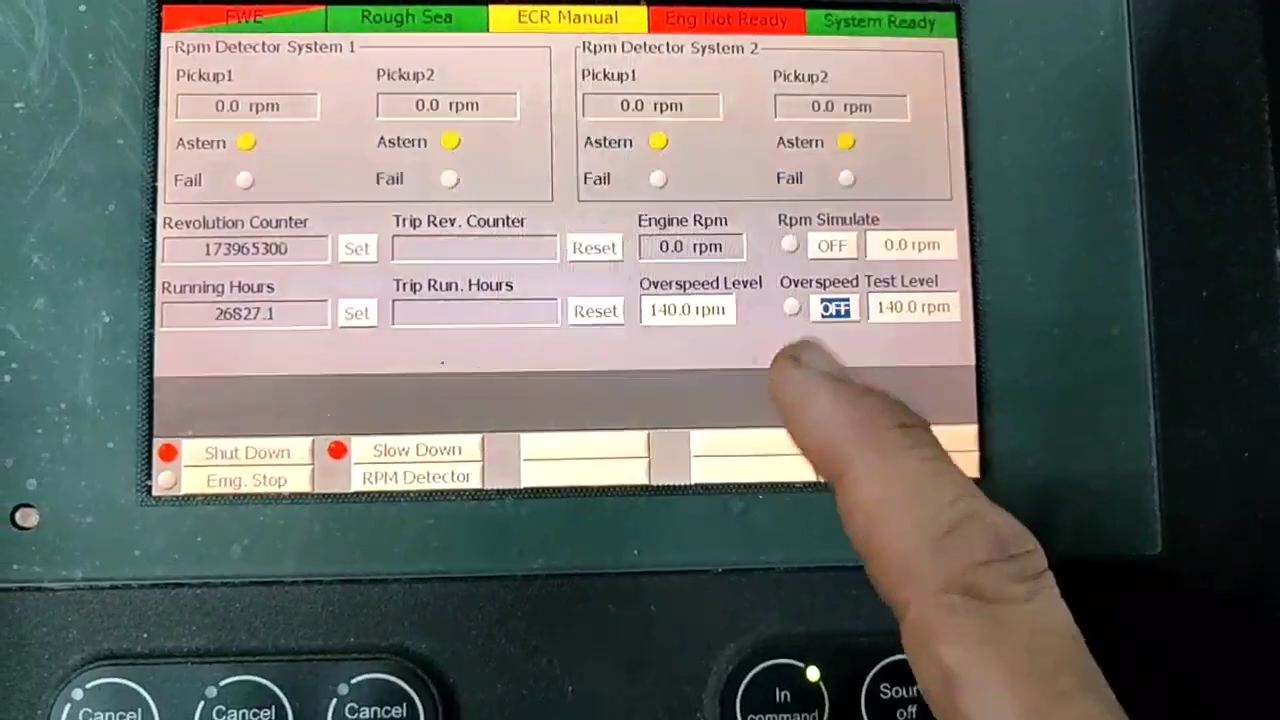 FWE Rough Sea ECR Manual Eng Not Ready System Ready
Rpm Detector System 1 Rpm Detector System 2
Pickup1 Pickup2 Pickup1 Pickup2
0.0 rpm 0.0 rpm 0.0 rpm 0.0 rpm
Astern Astern Astern Astern
Fail Fail Fail Fail
Revolution Counter Trip Rev. Counter Engine Rpm Rpm Simulate
173965300 Set Reset 0.0 rpm OFF 0.0 rpm
Running Hours Trip Run. Hours Overspeed Level Overspeed Test Level
26827.1 Set Reset 140.0 rpm OFF 140.0 rpm
Shut Down Slow Down
Emg. Stop RPM Detector
Cancel Cancel Cancel In command off